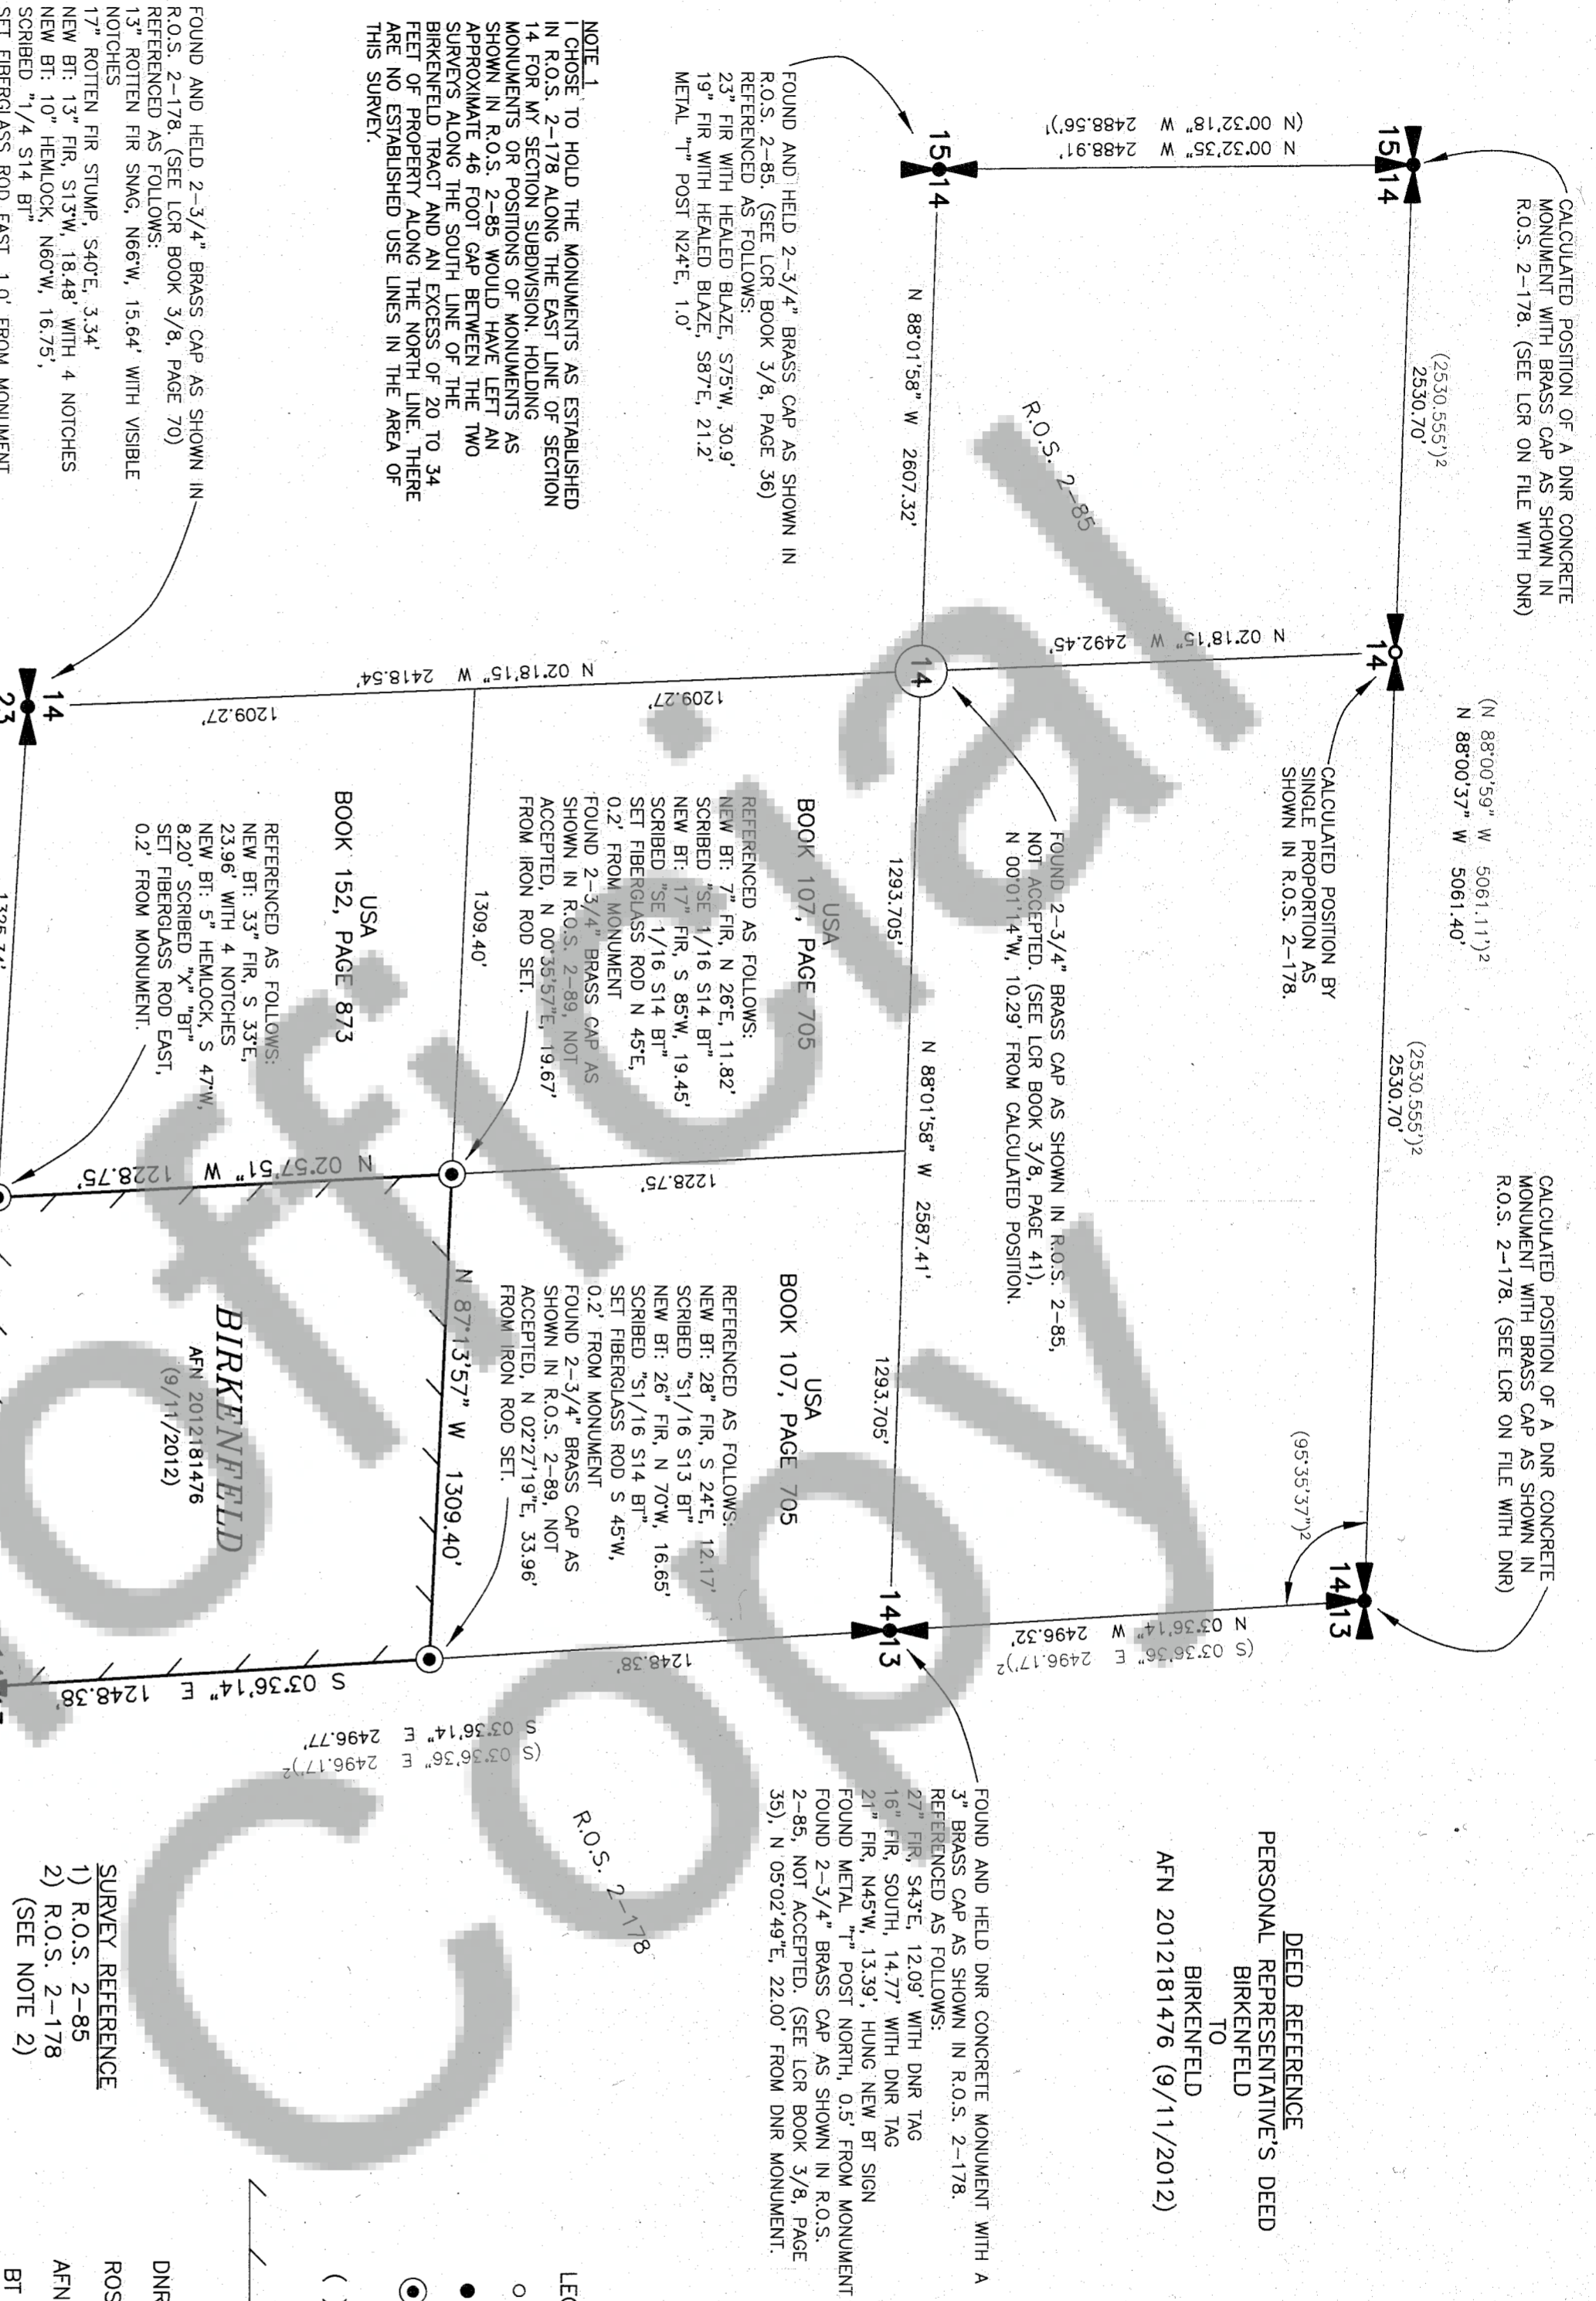 CALCULATED POSITION OF A DNR CONCRETE
MONUMENT WITH BRASS CAP AS SHOWN IN
R.O.S. 2-178. (SEE LCR ON FILE WITH DNR)
(N 88°00'59" W 5061.11')2
N 88°00'37" W 5061.40'
CALCULATED POSITION OF A DNR CONCRETE
MONUMENT WITH BRASS CAP AS SHOWN IN
R.O.S. 2-178. (SEE LCR ON FILE WITH DNR)
(2530.555')2
2530.70'
(2530.555')2
2530.70'
15 14
14
14 13
(95°35'37")2
CALCULATED POSITION BY
SINGLE PROPORTION AS
SHOWN IN R.O.S. 2-178.
(N 00°32'18" W 2488.56')1
N 00°32'35" W 2488.91'
N 02°18'15" W 2492.45'
N 03°36'14" W 2496.32'
(S 03°36'36" E 2496.17')2
DEED REFERENCE
PERSONAL REPRESENTATIVE'S DEED
BIRKENFELD
TO
BIRKENFELD
AFN 2012181476 (9/11/2012)
R.O.S. 2-85
FOUND 2-3/4" BRASS CAP AS SHOWN IN R.O.S. 2-85,
NOT ACCEPTED. (SEE LCR BOOK 3/8, PAGE 41),
N 00°01'14"W, 10.29' FROM CALCULATED POSITION.
15 14
N 88°01'58" W 2607.32'
14
1293.705'
N 88°01'58" W 2587.41'
1293.705'
14 13
FOUND AND HELD DNR CONCRETE MONUMENT WITH A
3" BRASS CAP AS SHOWN IN R.O.S. 2-178.
REFERENCED AS FOLLOWS:
27" FIR, S43°E, 12.09' WITH DNR TAG
16" FIR, SOUTH, 14.77' WITH DNR TAG
21" FIR, N45°W, 13.39', HUNG NEW BT SIGN
FOUND METAL "T" POST NORTH, 0.5' FROM MONUMENT
FOUND 2-3/4" BRASS CAP AS SHOWN IN R.O.S.
2-85, NOT ACCEPTED. (SEE LCR BOOK 3/8, PAGE
35), N 05°02'49"E, 22.00' FROM DNR MONUMENT.
FOUND AND HELD 2-3/4" BRASS CAP AS SHOWN IN
R.O.S. 2-85. (SEE LCR BOOK 3/8, PAGE 36)
REFERENCED AS FOLLOWS:
23" FIR WITH HEALED BLAZE, S75°W, 30.9'
19" FIR WITH HEALED BLAZE, S87°E, 21.2'
METAL "T" POST N24°E, 1.0'
USA
BOOK 107, PAGE 705
USA
BOOK 107, PAGE 705
REFERENCED AS FOLLOWS:
NEW BT: 7" FIR, N 26°E, 11.82'
SCRIBED "SE 1/16 S14 BT"
NEW BT: 17" FIR, S 85°W, 19.45'
SCRIBED "SE 1/16 S14 BT"
SET FIBERGLASS ROD N 45°E,
0.2' FROM MONUMENT
FOUND 2-3/4" BRASS CAP AS
SHOWN IN R.O.S. 2-89, NOT
ACCEPTED, N 00°35'57"E, 19.67'
FROM IRON ROD SET.
REFERENCED AS FOLLOWS:
NEW BT: 28" FIR, S 24°E, 12.17'
SCRIBED "S1/16 S13 BT"
NEW BT: 26" FIR, N 70°W, 16.65'
SCRIBED "S1/16 S14 BT"
SET FIBERGLASS ROD S 45°W,
0.2' FROM MONUMENT
FOUND 2-3/4" BRASS CAP AS
SHOWN IN R.O.S. 2-89, NOT
ACCEPTED, N 02°27'19"E, 33.96'
FROM IRON ROD SET.
NOTE 1
I CHOSE TO HOLD THE MONUMENTS AS ESTABLISHED
IN R.O.S. 2-178 ALONG THE EAST LINE OF SECTION
14 FOR MY SECTION SUBDIVISION. HOLDING
MONUMENTS OR POSITIONS OF MONUMENTS AS
SHOWN IN R.O.S. 2-85 WOULD HAVE LEFT AN
APPROXIMATE 46 FOOT GAP BETWEEN THE TWO
SURVEYS ALONG THE SOUTH LINE OF THE
BIRKENFELD TRACT AND AN EXCESS OF 20 TO 34
FEET OF PROPERTY ALONG THE NORTH LINE. THERE
ARE NO ESTABLISHED USE LINES IN THE AREA OF
THIS SURVEY.
1209.27'
N 02°18'15" W 2418.54'
1209.27'
1228.75'
1248.38'
R.O.S. 2-178
1309.40'
N 87°13'57" W 1309.40'
S 03°36'14" E 2496.77'
(S 03°36'36" E 2496.17')2
USA
BOOK 152, PAGE 873
N 02°57'51" W 1228.75'
S 03°36'14" E 1248.38'
REFERENCED AS FOLLOWS:
NEW BT: 33" FIR, S 33°E,
23.96' WITH 4 NOTCHES
NEW BT: 5" HEMLOCK, S 47°W,
8.20' SCRIBED "X" "BT"
SET FIBERGLASS ROD EAST,
0.2' FROM MONUMENT.
BIRKENFELD
AFN 2012181476
(9/11/2012)
FOUND AND HELD 2-3/4" BRASS CAP AS SHOWN IN
R.O.S. 2-178. (SEE LCR BOOK 3/8, PAGE 70)
REFERENCED AS FOLLOWS:
13" ROTTEN FIR SNAG, N66°W, 15.64' WITH VISIBLE
NOTCHES
17" ROTTEN FIR STUMP, S40°E, 3.34'
NEW BT: 13" FIR, S13°W, 18.48' WITH 4 NOTCHES
NEW BT: 10" HEMLOCK, N60°W, 16.75',
SCRIBED "1/4 S14 BT"
SET FIBERGLASS ROD EAST, 1.0' FROM MONUMENT
14
23
SURVEY REFERENCE
1) R.O.S. 2-85
2) R.O.S. 2-178
(SEE NOTE 2)
( )
DNR
ROS
AFN
BT
Unofficial
Copy